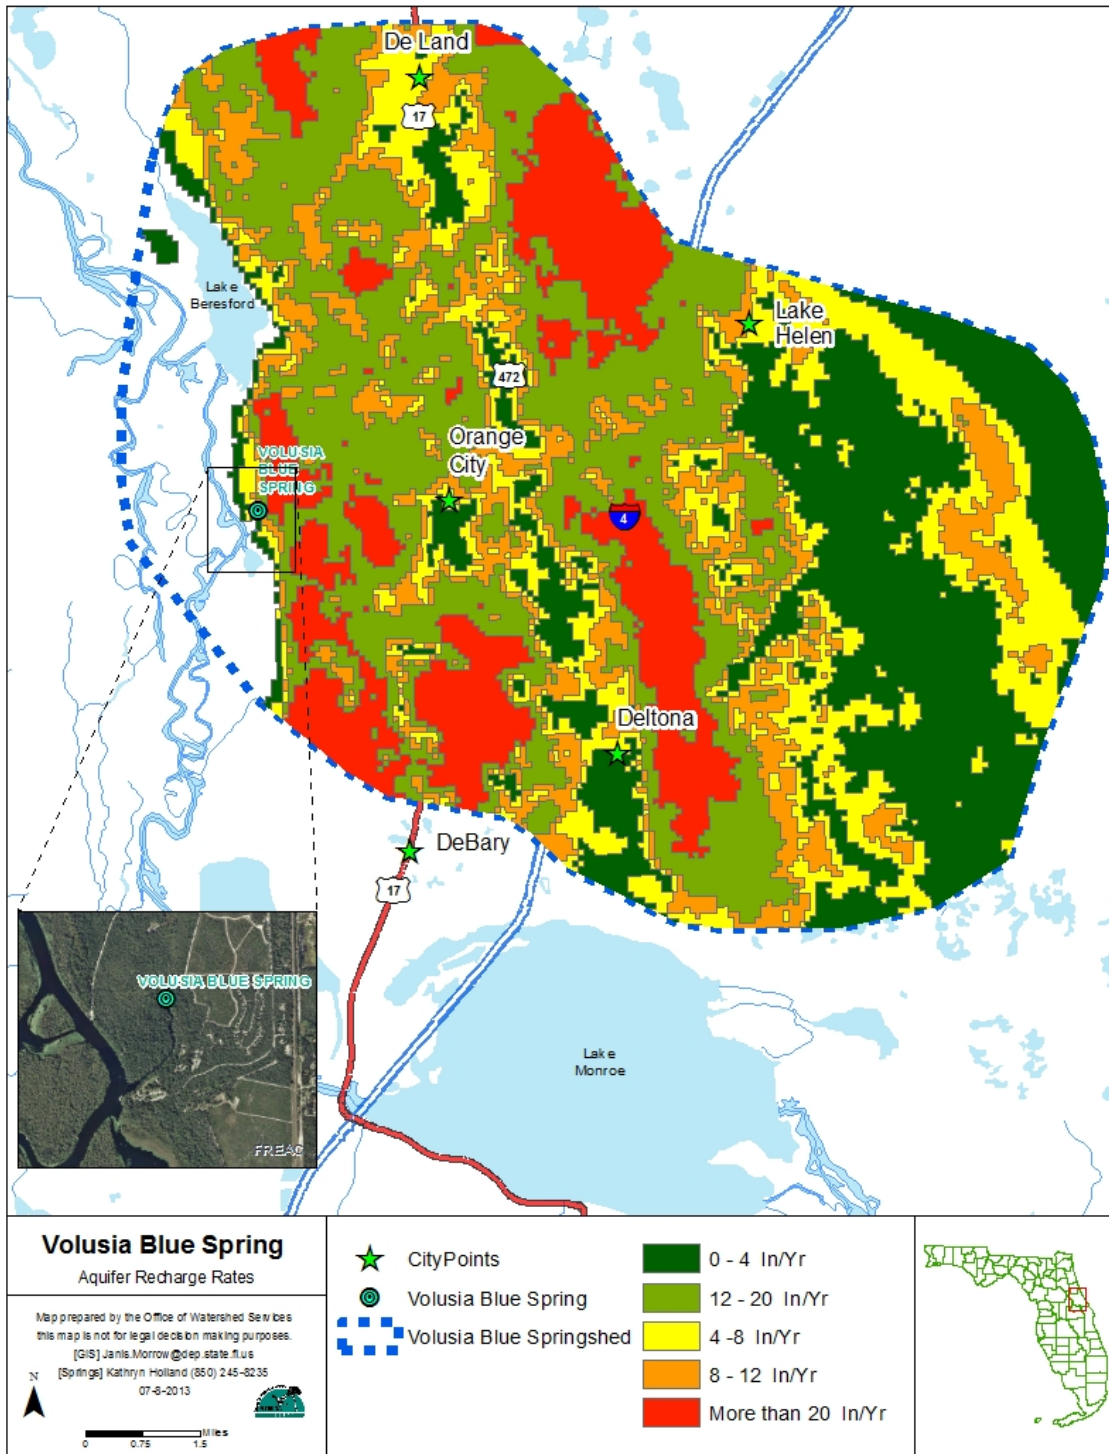 De Land
17
Lake
Beresford
Lake
Helen
472
Orange
City
VOLUSIA
BLUE
SPRING
4
Deltona
DeBary
17
VOLUSIA BLUE SPRING
FREAC
Lake
Monroe
Volusia Blue Spring
Aquifer Recharge Rates
Map prepared by the Office of Watershed Services
this map is not for legal decision making purposes.
[GIS] Janis.Morrow@dep.state.fl.us
[Springs] Kathryn Holland (850) 245-8235
07-8-2013
N
Miles
0 0.75 1.5
CityPoints
Volusia Blue Spring
Volusia Blue Springshed
0 - 4 In/Yr
12 - 20 In/Yr
4 -8 In/Yr
8 - 12 In/Yr
More than 20 In/Yr